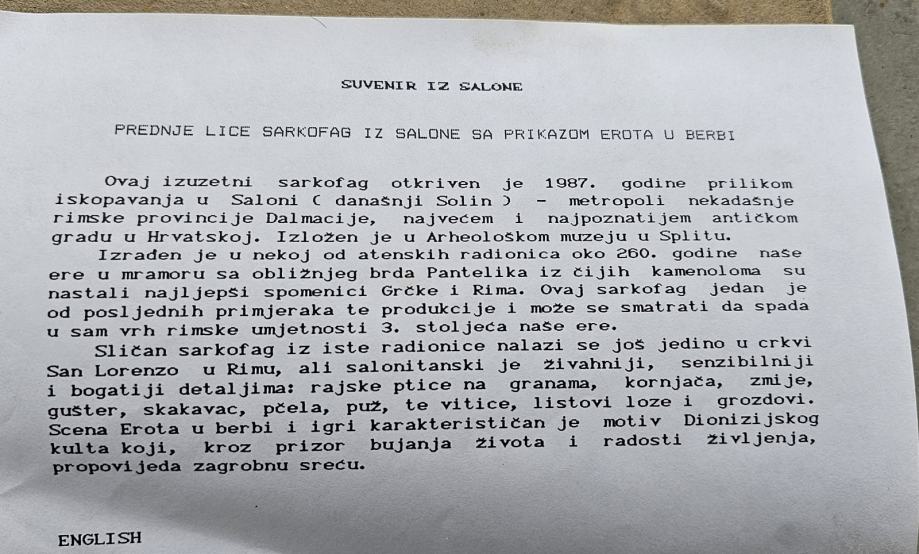 SUVENIR IZ SALONE
PREDNJE LICE SARKOFAG IZ SALONE SA PRIKAZOM EROTA U BERBI
Ovaj izuzetni sarkofag otkriven je 1987. godine prilikom
iskopavanja u Saloni ( današnji Solin ) - metropoli nekadašnje
rimske provincije Dalmacije, najvećem i najpoznatijem antičkom
gradu u Hrvatskoj. Izložen je u Arheološkom muzeju u Splitu.
Izrađen je u nekoj od atenskih radionica oko 260. godine naše
ere u mramoru sa obližnjeg brda Pantelika iz čijih kamenoloma su
nastali najljepši spomenici Grčke i Rima. Ovaj sarkofag jedan je
od posljednih primjeraka te produkcije i može se smatrati da spada
u sam vrh rimske umjetnosti 3. stoljeća naše ere.
Sličan sarkofag iz iste radionice nalazi se još jedino u crkvi
San Lorenzo u Rimu, ali salonitanski je živahniji, senzibilniji
i bogatiji detaljima: rajske ptice na granama, kornjača, zmije,
gušter, skakavac, pčela, puž, te vitice, listovi loze i grozdovi.
Scena Erota u berbi i igri karakterističan je motiv Dionizijskog
kulta koji, kroz prizor bujanja života i radosti življenja,
propovijeda zagrobnu sreću.
ENGLISH